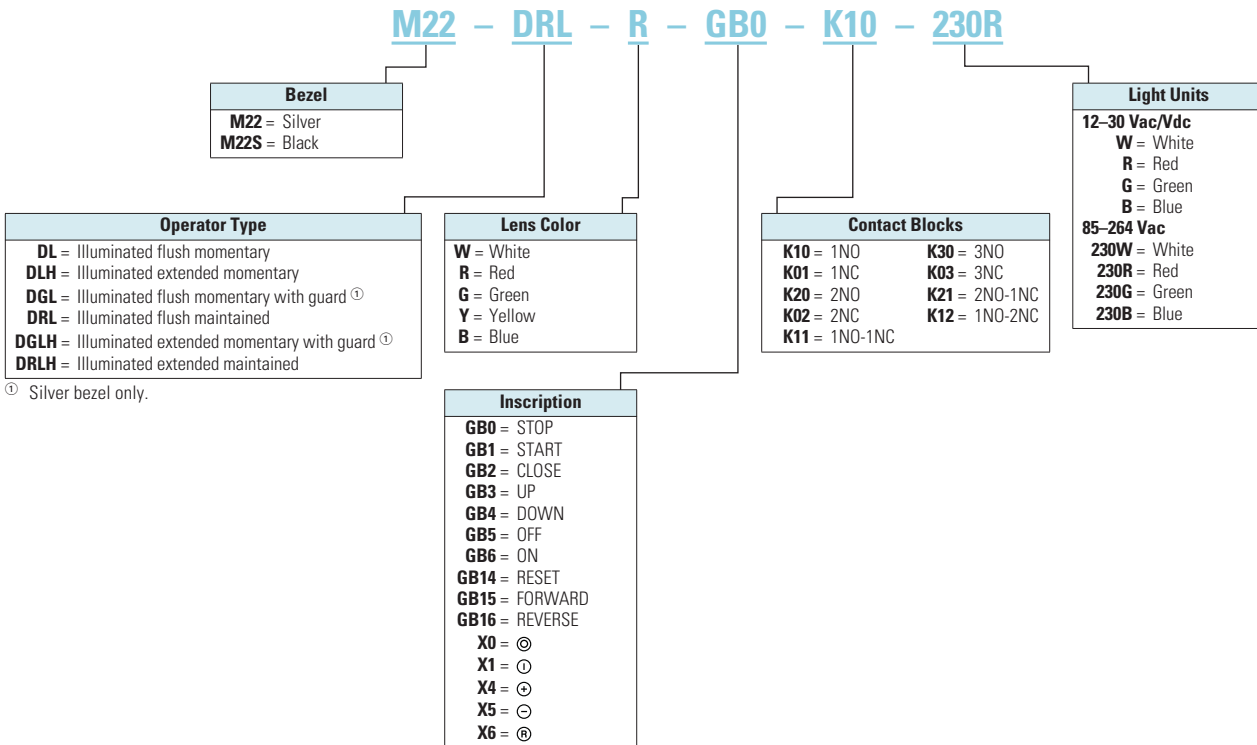 M22 – DRL – R – GB0 – K10 – 230R
Bezel
M22 = Silver
M22S = Black
Operator Type
DL = Illuminated flush momentary
DLH = Illuminated extended momentary
DGL = Illuminated flush momentary with guard ①
DRL = Illuminated flush maintained
DGLH = Illuminated extended momentary with guard ①
DRLH = Illuminated extended maintained
① Silver bezel only.
Lens Color
W = White
R = Red
G = Green
Y = Yellow
B = Blue
Inscription
GB0 = STOP
GB1 = START
GB2 = CLOSE
GB3 = UP
GB4 = DOWN
GB5 = OFF
GB6 = ON
GB14 = RESET
GB15 = FORWARD
GB16 = REVERSE
X0 = ◎
X1 = ⏼
X4 = ⊕
X5 = ⊖
X6 = ®
Contact Blocks
K10 = 1NO
K01 = 1NC
K20 = 2NO
K02 = 2NC
K11 = 1NO-1NC
K30 = 3NO
K03 = 3NC
K21 = 2NO-1NC
K12 = 1NO-2NC
Light Units
12–30 Vac/Vdc
W = White
R = Red
G = Green
B = Blue
85–264 Vac
230W = White
230R = Red
230G = Green
230B = Blue